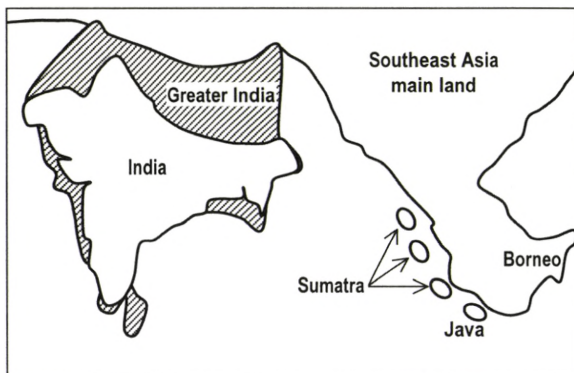 Southeast Asia
main land
Greater India
India
Borneo
Sumatra
Java